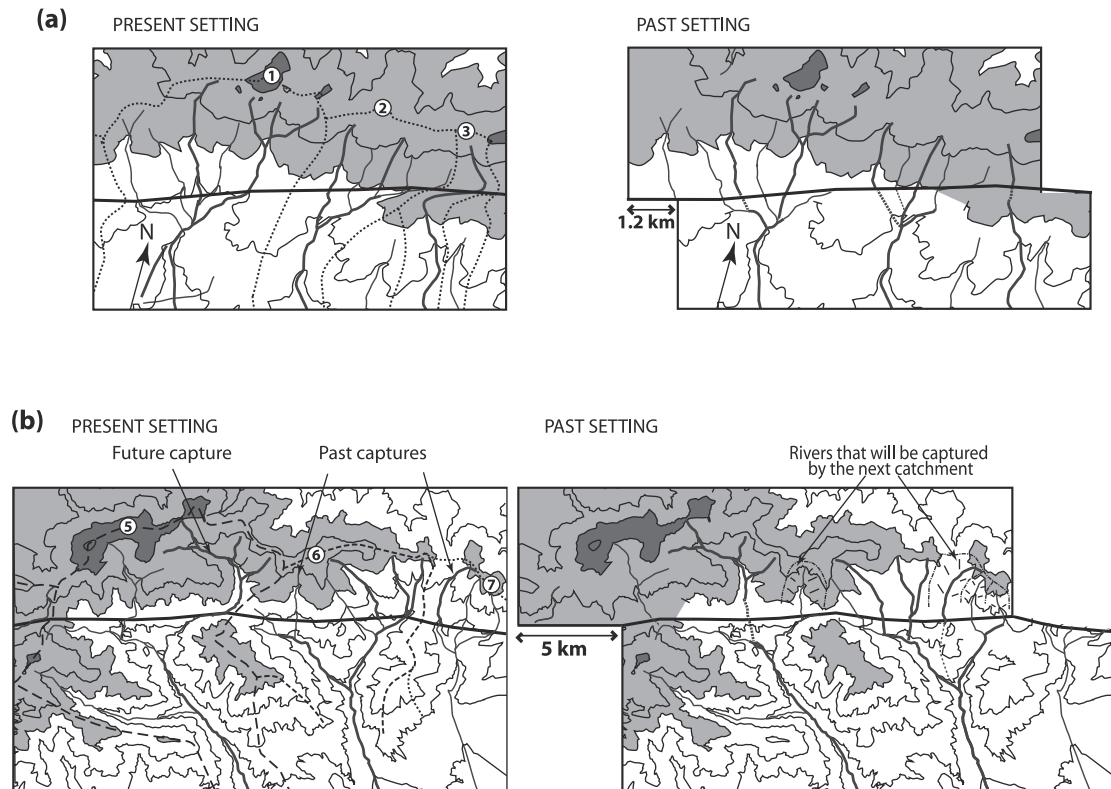 (a)
PRESENT SETTING
PAST SETTING
1
2
3
N
1.2 km
N
(b)
PRESENT SETTING
PAST SETTING
Future capture
Past captures
Rivers that will be captured
by the next catchment
5
6
7
5 km